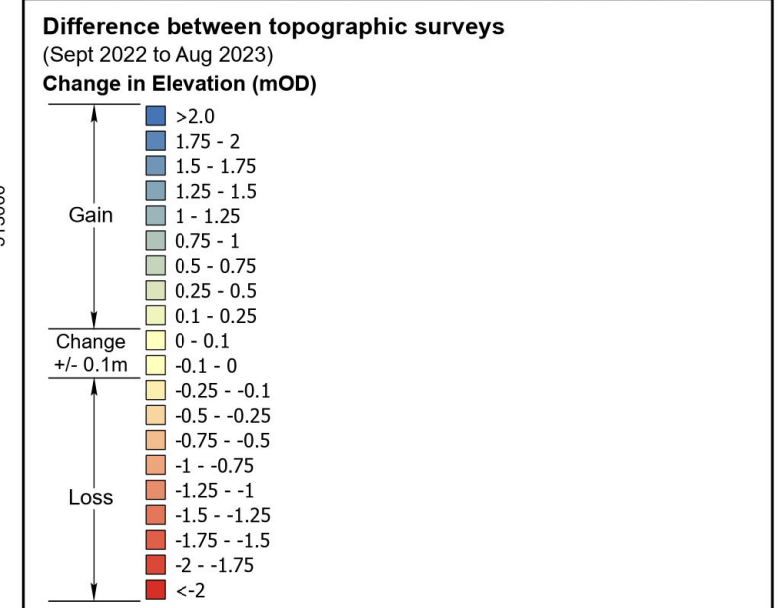 Difference between topographic surveys
(Sept 2022 to Aug 2023)
Change in Elevation (mOD)
>2.0
1.75 - 2
1.5 - 1.75
1.25 - 1.5
Gain
1 - 1.25
0.75 - 1
0.5 - 0.75
0.25 - 0.5
0.1 - 0.25
Change
+/- 0.1m
0 - 0.1
-0.1 - 0
-0.25 - -0.1
-0.5 - -0.25
-0.75 - -0.5
-1 - -0.75
Loss
-1.25 - -1
-1.5 - -1.25
-1.75 - -1.5
-2 - -1.75
<-2